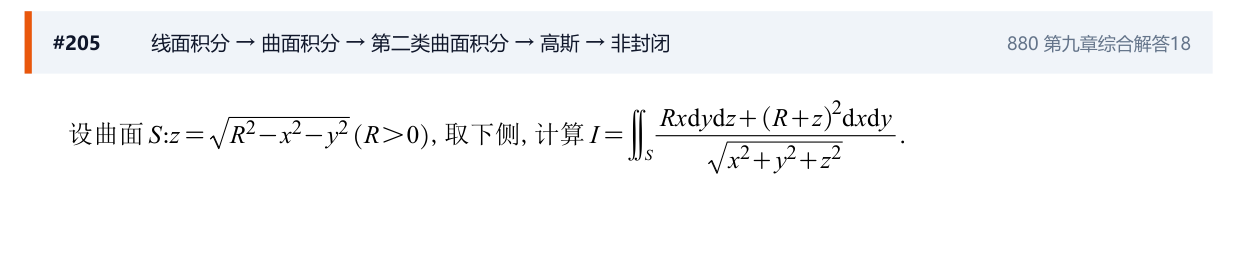 #205 线面积分 → 曲面积分 → 第二类曲面积分 → 高斯 → 非封闭 880 第九章综合解答18
设曲面 S:z=√(R²−x²−y²) (R>0), 取下侧, 计算 I=∬_S (Rxdydz+(R+z)²dxdy)/√(x²+y²+z²).